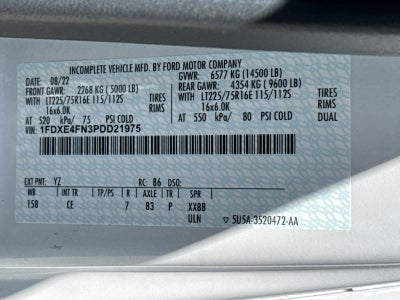 INCOMPLETE VEHICLE MFD. BY FORD MOTOR COMPANY
08/22 GVWR: 6577 KG (14500 LB)
FRONT GAWR: 2268 KG (5000 LB) REAR GAWR: 4354 KG (9600 LB)
WITH LT225/75R16E 115/112S TIRES WITH LT225/75R16E 115/112S TIRES
16x6.0K RIMS 16x6.0K RIMS
AT 520 kPa/ 75 PSI COLD AT 550 kPa/ 80 PSI COLD DUAL
1FDXE4FN3PDD21975
EXT PNT: YZ RC: 86 DSO:
WB INT TR TP/PS R AXLE TR SPR
158 CE 7 83 P XXBB
ULN ▽ SU5A-3520472-AA